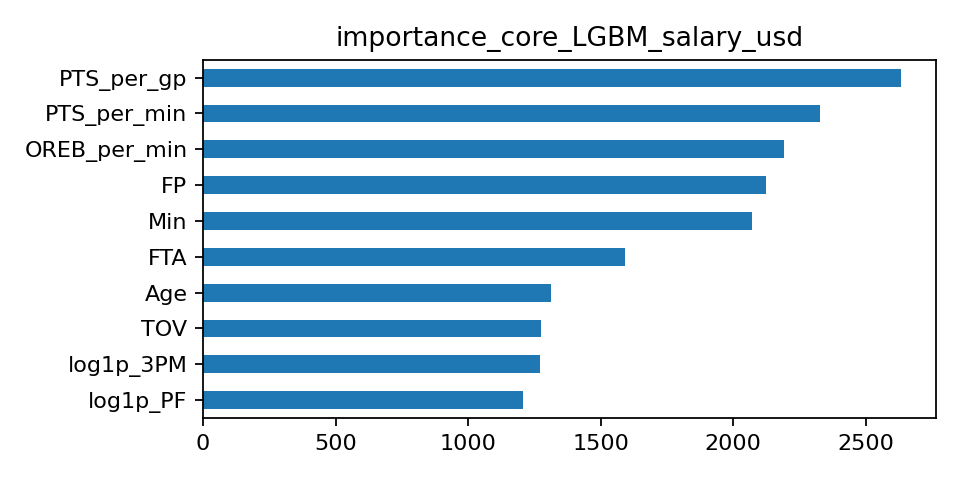 importance_core_LGBM_salary_usd
PTS_per_gp
PTS_per_min
OREB_per_min
FP
Min
FTA
Age
TOV
log1p_3PM
log1p_PF
0 500 1000 1500 2000 2500